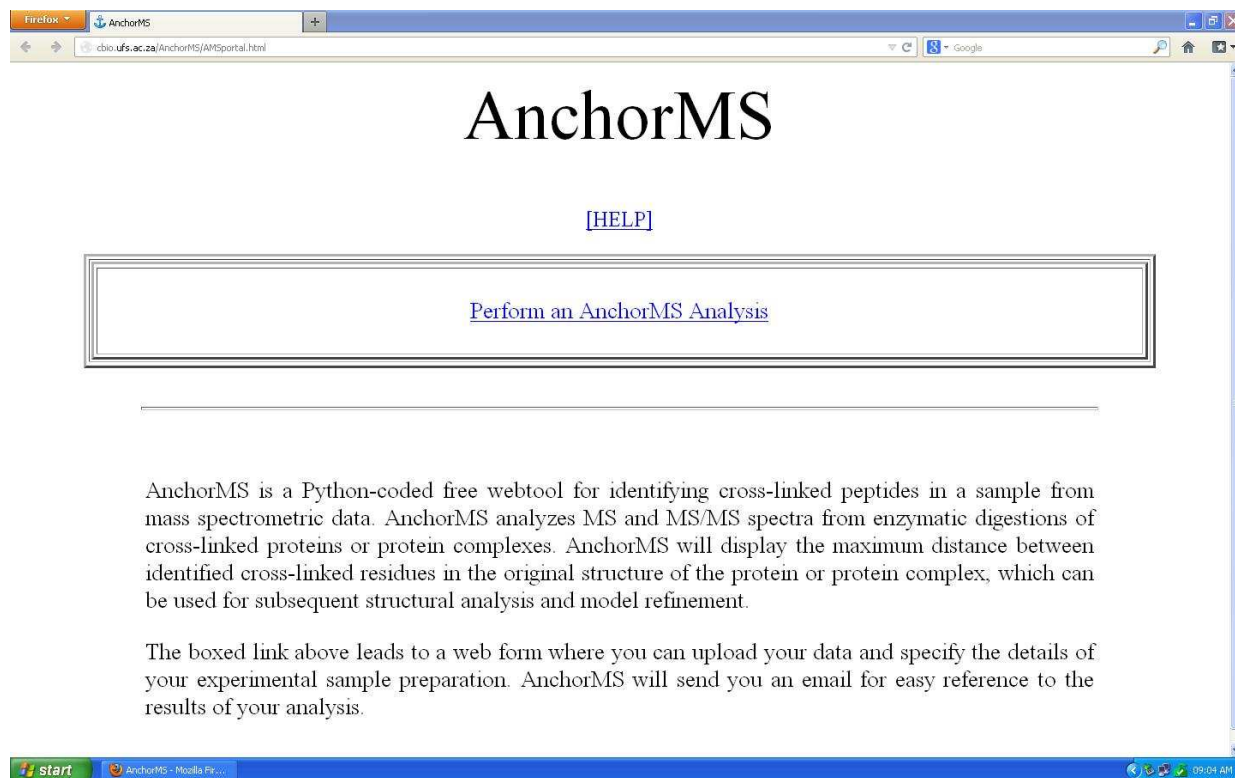 Firefox
AnchorMS
cbio.ufs.ac.za/AnchorMS/AMSportal.html
Google
AnchorMS
[HELP]
Perform an AnchorMS Analysis
AnchorMS is a Python-coded free webtool for identifying cross-linked peptides in a sample from
mass spectrometric data. AnchorMS analyzes MS and MS/MS spectra from enzymatic digestions of
cross-linked proteins or protein complexes. AnchorMS will display the maximum distance between
identified cross-linked residues in the original structure of the protein or protein complex, which can
be used for subsequent structural analysis and model refinement.
The boxed link above leads to a web form where you can upload your data and specify the details of
your experimental sample preparation. AnchorMS will send you an email for easy reference to the
results of your analysis.
start
AnchorMS - Mozilla Fir...
09:04 AM